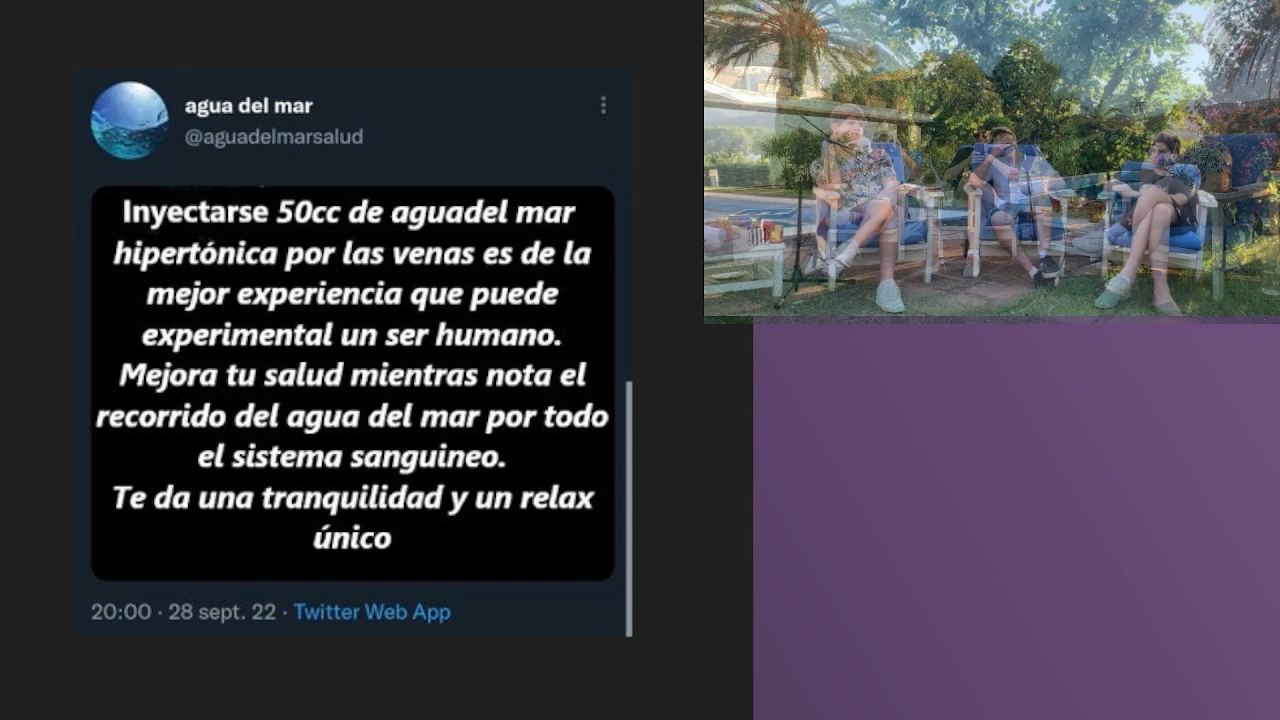 agua del mar
@aguadelmarsalud
Inyectarse 50cc de aguadel mar
hipertónica por las venas es de la
mejor experiencia que puede
experimental un ser humano.
Mejora tu salud mientras nota el
recorrido del agua del mar por todo
el sistema sanguineo.
Te da una tranquilidad y un relax
único
20:00 · 28 sept. 22 · Twitter Web App